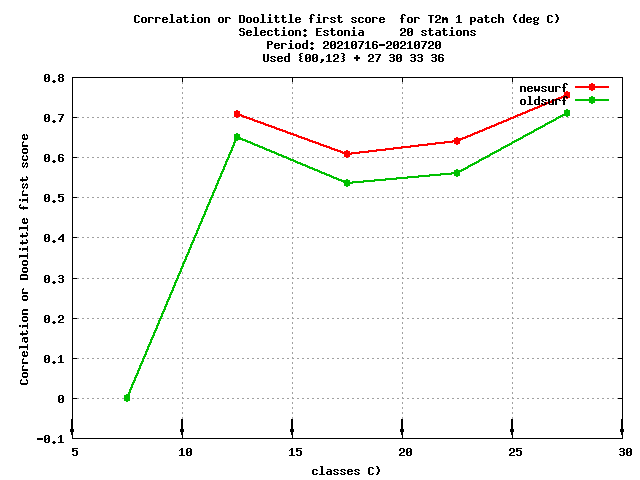 Correlation or Doolittle first score  for T2m 1 patch (deg C)
Selection: Estonia     20 stations
Period: 20210716-20210720
Used {00,12} + 27 30 33 36
newsurf
oldsurf
Correlation or Doolittle first score
0.8
0.7
0.6
0.5
0.4
0.3
0.2
0.1
0
-0.1
5 10 15 20 25 30
classes C)